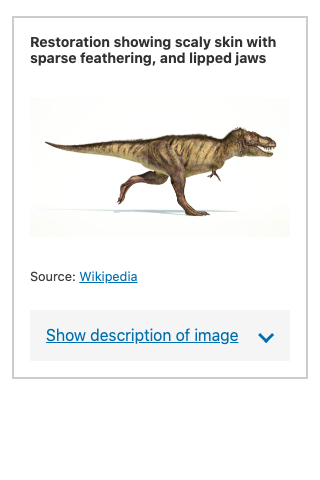 Restoration showing scaly skin with
sparse feathering, and lipped jaws
Source: Wikipedia
Show description of image